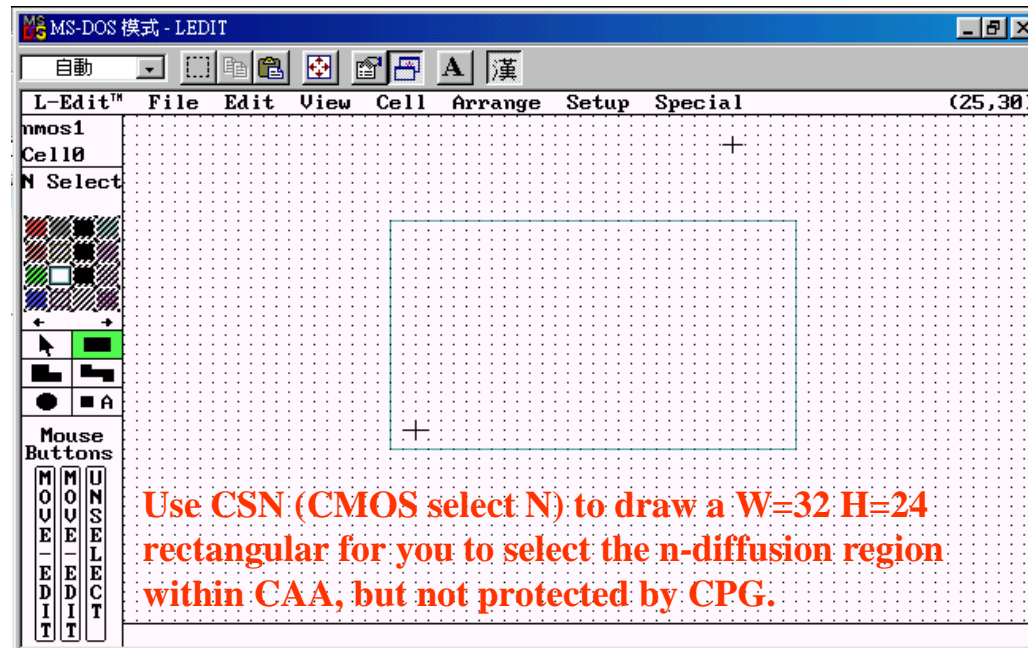 MS-DOS 模式 - LEDIT
自動
A 漢
L-Edit™ File Edit View Cell Arrange Setup Special (25,30)
nmos1
Cell0
N Select
A
Mouse
Buttons
MOVE-EDIT
MOVE-EDIT
UNSELECT
Use CSN (CMOS select N) to draw a W=32 H=24
rectangular for you to select the n-diffusion region
within CAA, but not protected by CPG.